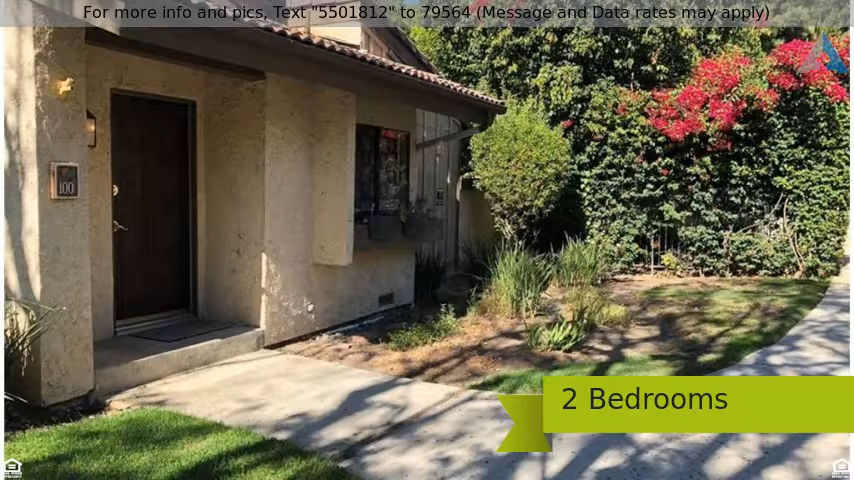 For more info and pics, Text "5501812" to 79564 (Message and Data rates may apply)
100
2 Bedrooms